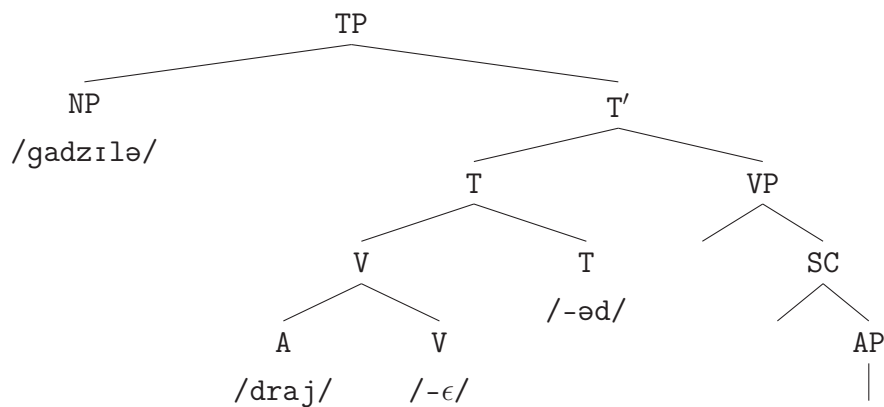 TP
NP T′
/gadzɪlə/
T VP
V T SC
/-əd/
A V AP
/draj/ /-ϵ/